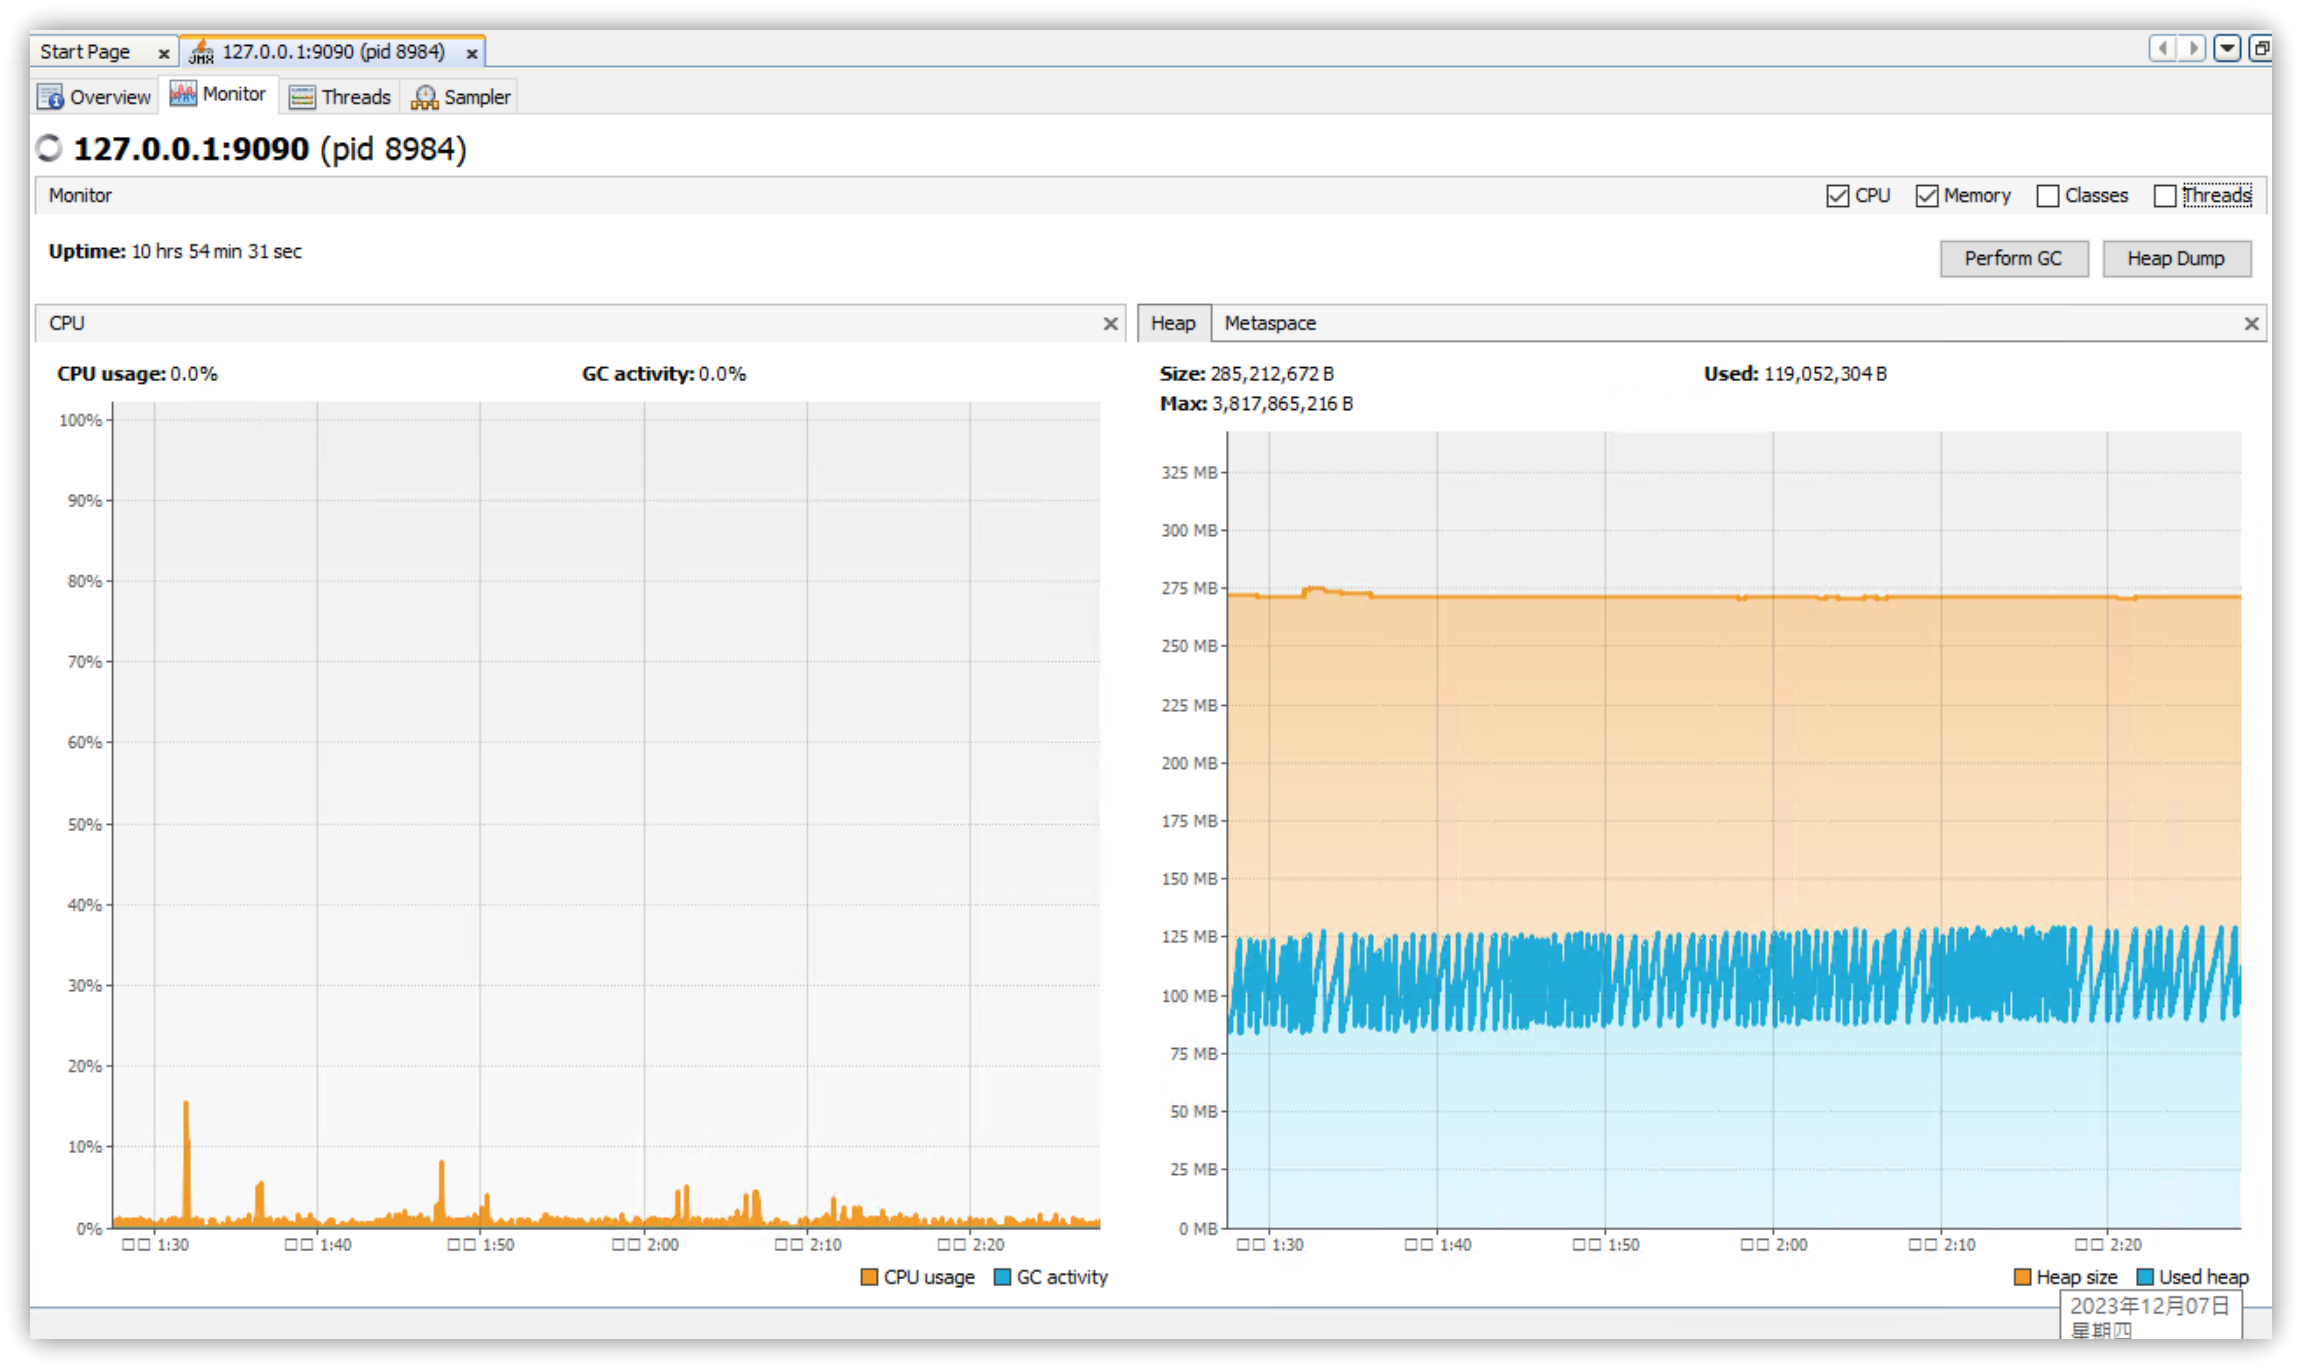 Start Page
127.0.0.1:9090 (pid 8984)
Overview Monitor Threads Sampler
127.0.0.1:9090 (pid 8984)
Monitor
CPU Memory Classes Threads
Uptime: 10 hrs 54 min 31 sec
Perform GC Heap Dump
CPU
CPU usage: 0.0% GC activity: 0.0%
100%
90%
80%
70%
60%
50%
40%
30%
20%
10%
0%
□□ 1:30 □□ 1:40 □□ 1:50 □□ 2:00 □□ 2:10 □□ 2:20
CPU usage GC activity
Heap Metaspace
Size: 285,212,672 B Used: 119,052,304 B
Max: 3,817,865,216 B
325 MB
300 MB
275 MB
250 MB
225 MB
200 MB
175 MB
150 MB
125 MB
100 MB
75 MB
50 MB
25 MB
0 MB
□□ 1:30 □□ 1:40 □□ 1:50 □□ 2:00 □□ 2:10 □□ 2:20
Heap size Used heap
2023年12月07日
星期四